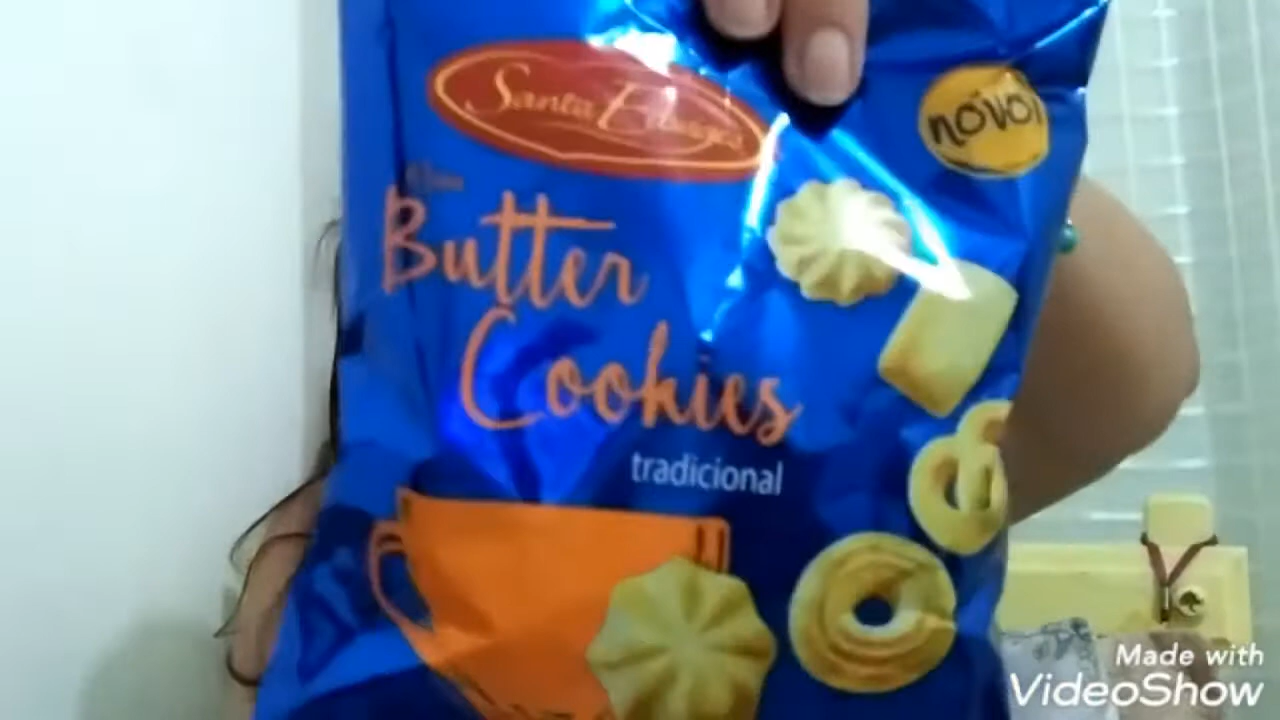 Santa Edwiges
NOVO!
Butter
Cookies
tradicional
Made with
VideoShow